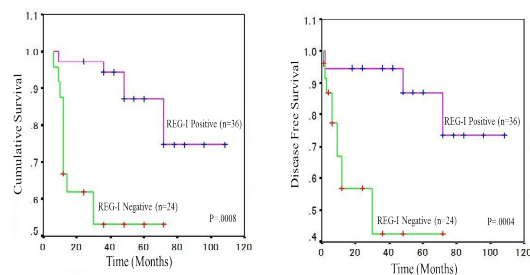 1.1
1.0
.9
.8
.7
.6
.5
Cumulative Survival
REG-I Positive (n=36)
REG-I Negative (n=24)
P=.0008
0 20 40 60 80 100 120
Time (Months)
1.1
1.0
.9
.8
.7
.6
.5
.4
Disease Free Survival
REG-I Positive (n=36)
REG-I Negative (n=24)
P=.0004
0 20 40 60 80 100 120
Time (Months)